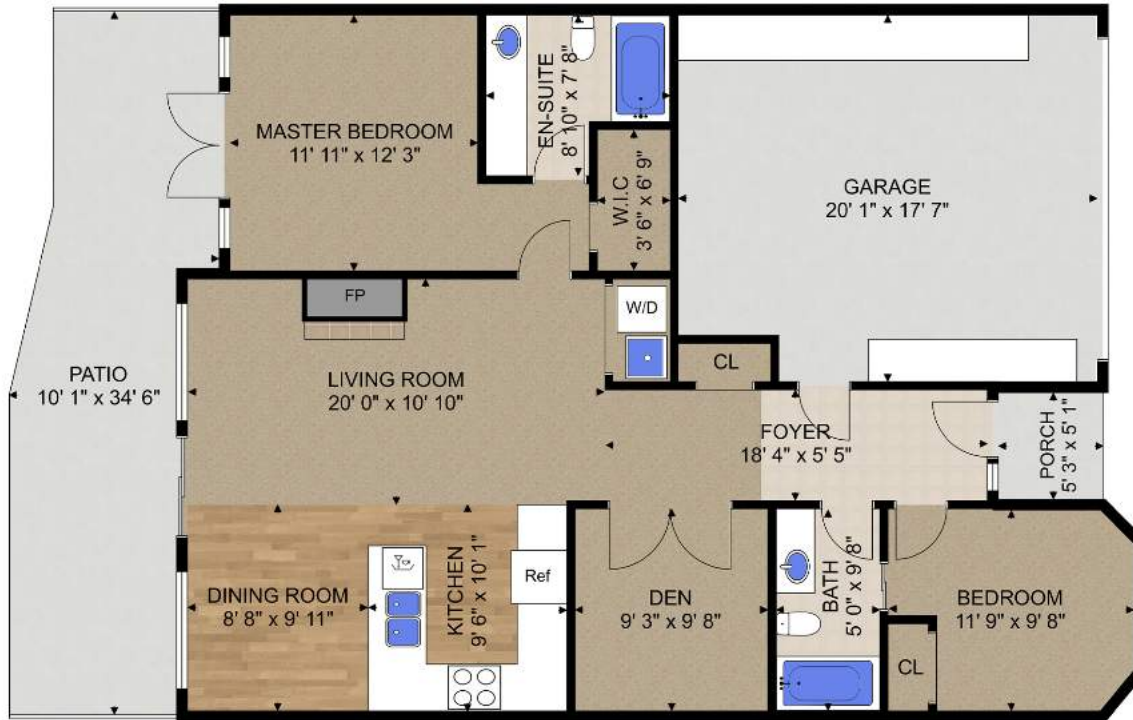 MASTER BEDROOM
11' 11" x 12' 3"
EN-SUITE
8' 10" x 7' 8"
W.I.C
3' 6" x 6' 9"
GARAGE
20' 1" x 17' 7"
FP
W/D
CL
PATIO
10' 1" x 34' 6"
LIVING ROOM
20' 0" x 10' 10"
FOYER
18' 4" x 5' 5"
PORCH
5' 3" x 5' 1"
DINING ROOM
8' 8" x 9' 11"
KITCHEN
9' 6" x 10' 1"
Ref
DEN
9' 3" x 9' 8"
BATH
5' 0" x 9' 8"
BEDROOM
11' 9" x 9' 8"
CL